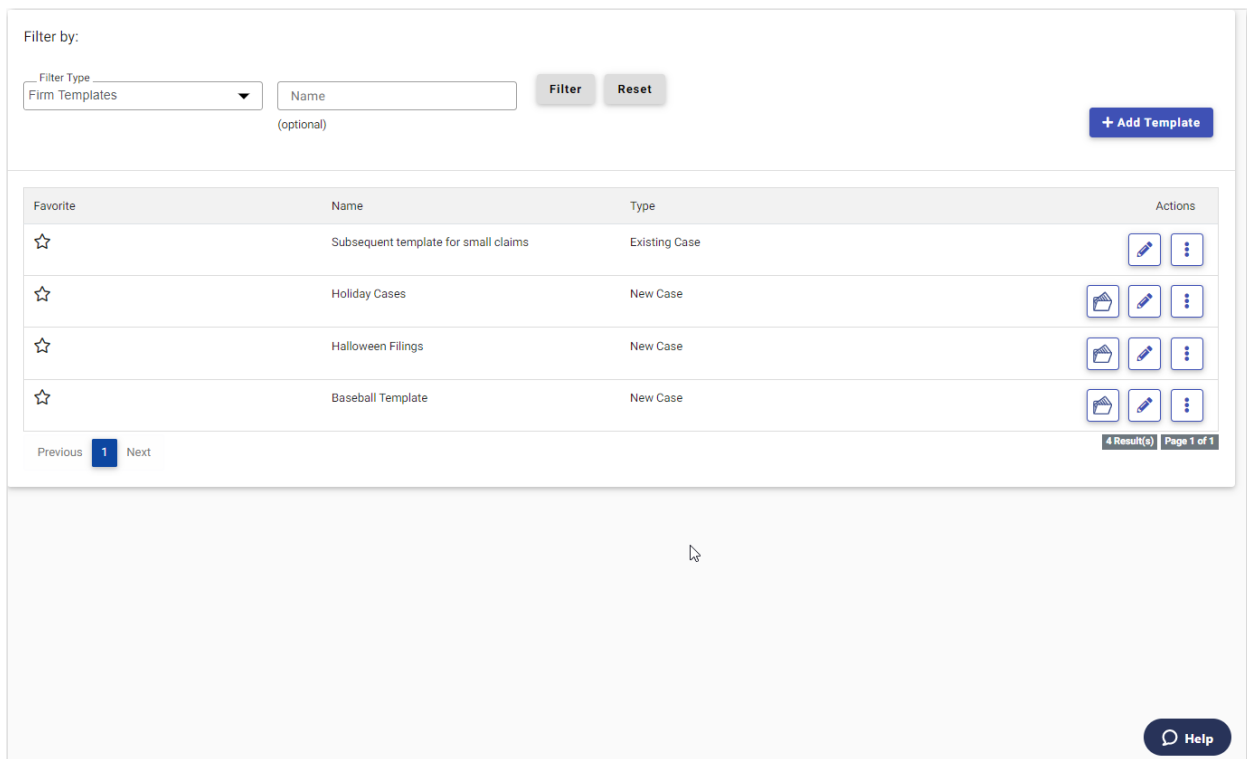 Filter by:
Filter Type
Firm Templates
Name
(optional)
Filter
Reset
+ Add Template
Favorite Name Type Actions
Subsequent template for small claims Existing Case
Holiday Cases New Case
Halloween Filings New Case
Baseball Template New Case
Previous 1 Next
4 Result(s) Page 1 of 1
Help